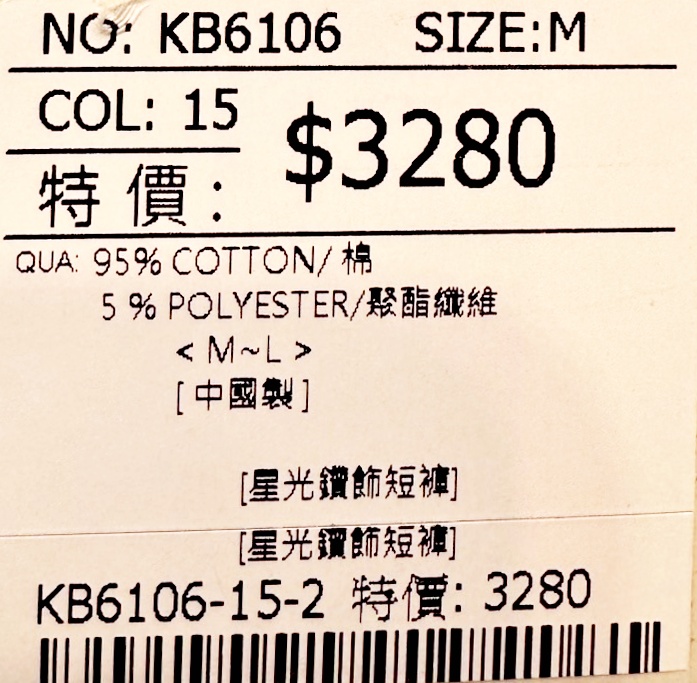 NO: KB6106 SIZE:M
COL: 15
$3280
特價:
QUA: 95% COTTON/棉
5 % POLYESTER/聚酯纖維
< M~L >
[中國製]
[星光鑽飾短褲]
[星光鑽飾短褲]
KB6106-15-2 特價: 3280